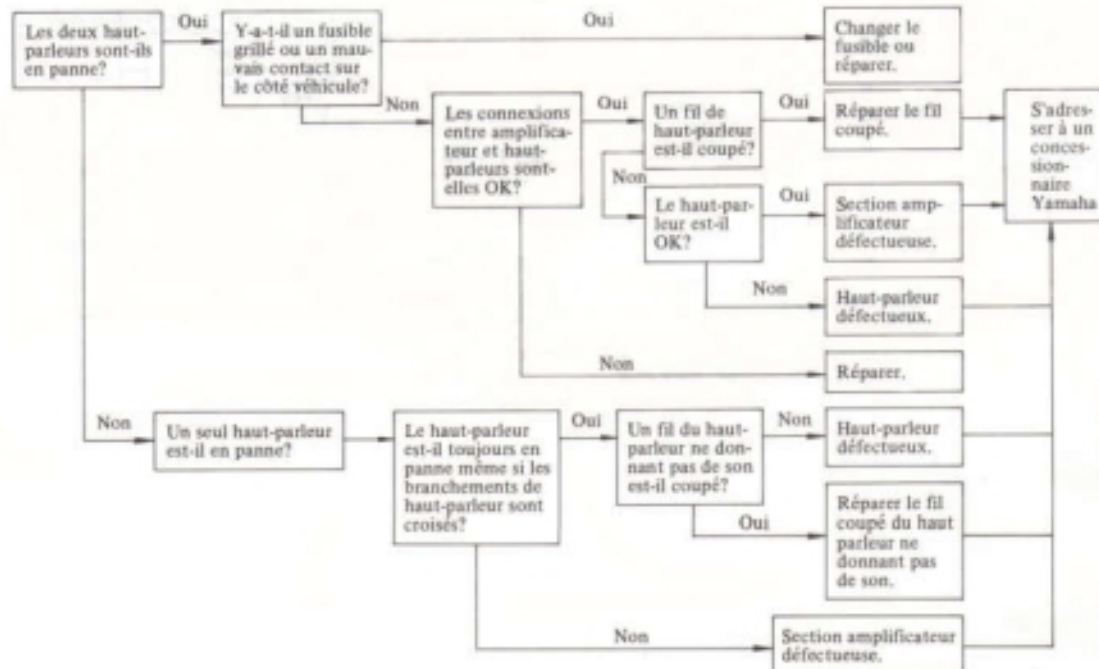 Les deux haut-
parleurs sont-ils
en panne?
Oui
Y-a-t-il un fusible
grillé ou un mau-
vais contact sur
le côté véhicule?
Oui
Changer le
fusible ou
réparer.
Non
Les connexions
entre amplifica-
teur et haut-
parleurs sont-
elles OK?
Oui
Un fil de
haut-parleur
est-il coupé?
Oui
Réparer le fil
coupé.
S'adres-
ser à un
conces-
sion-
naire
Yamaha
Non
Le haut-par-
leur est-il
OK?
Oui
Section amp-
lificateur
défectueuse.
Non
Haut-parleur
défectueux.
Non
Réparer.
Non
Un seul haut-parleur
est-il en panne?
Le haut-parleur
est-il toujours en
panne même si les
branchements de
haut-parleur sont
croisés?
Oui
Un fil du haut-
parleur ne don-
nant pas de son
est-il coupé?
Non
Haut-parleur
défectueux.
Oui
Réparer le fil
coupé du haut
parleur ne
donnant pas
de son.
Non
Section amplificateur
défectueuse.